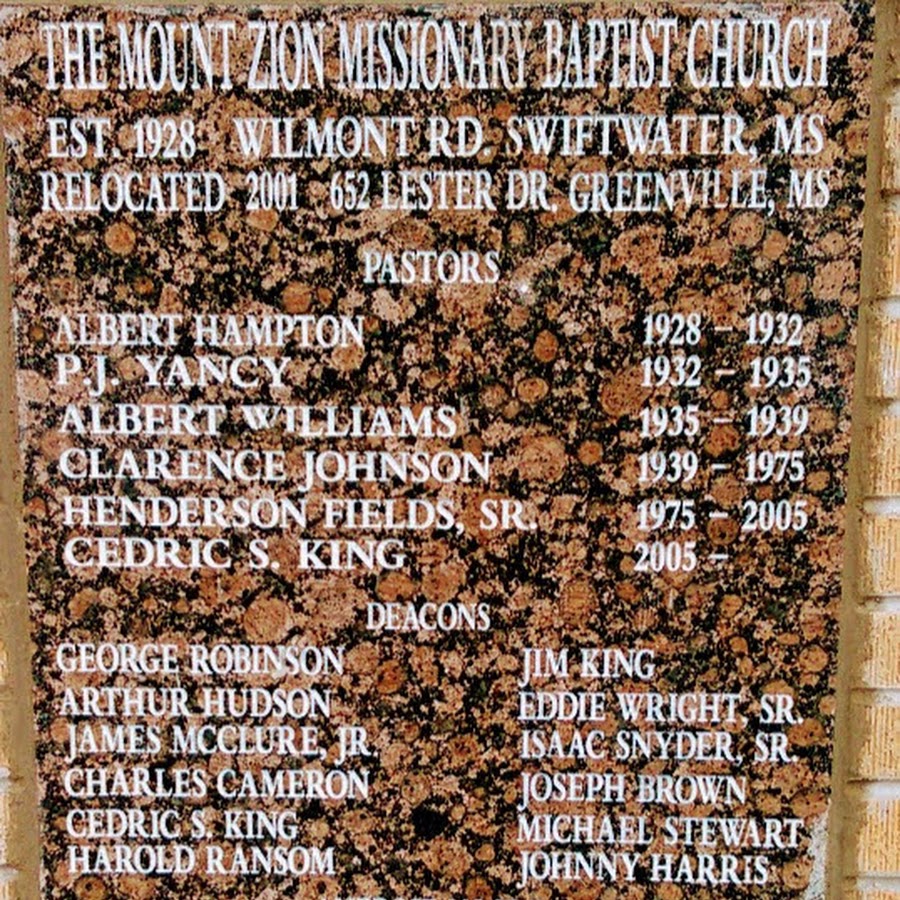 THE MOUNT ZION MISSIONARY BAPTIST CHURCH
EST. 1928 WILMONT RD. SWIFTWATER, MS
RELOCATED 2001 652 LESTER DR. GREENVILLE, MS
PASTORS
ALBERT HAMPTON 1928 – 1932
P.J. YANCY 1932 – 1935
ALBERT WILLIAMS 1935 – 1939
CLARENCE JOHNSON 1939 – 1975
HENDERSON FIELDS, SR. 1975 – 2005
CEDRIC S. KING 2005 –
DEACONS
GEORGE ROBINSON JIM KING
ARTHUR HUDSON EDDIE WRIGHT, SR.
JAMES MCCLURE, JR. ISAAC SNYDER, SR.
CHARLES CAMERON JOSEPH BROWN
CEDRIC S. KING MICHAEL STEWART
HAROLD RANSOM JOHNNY HARRIS